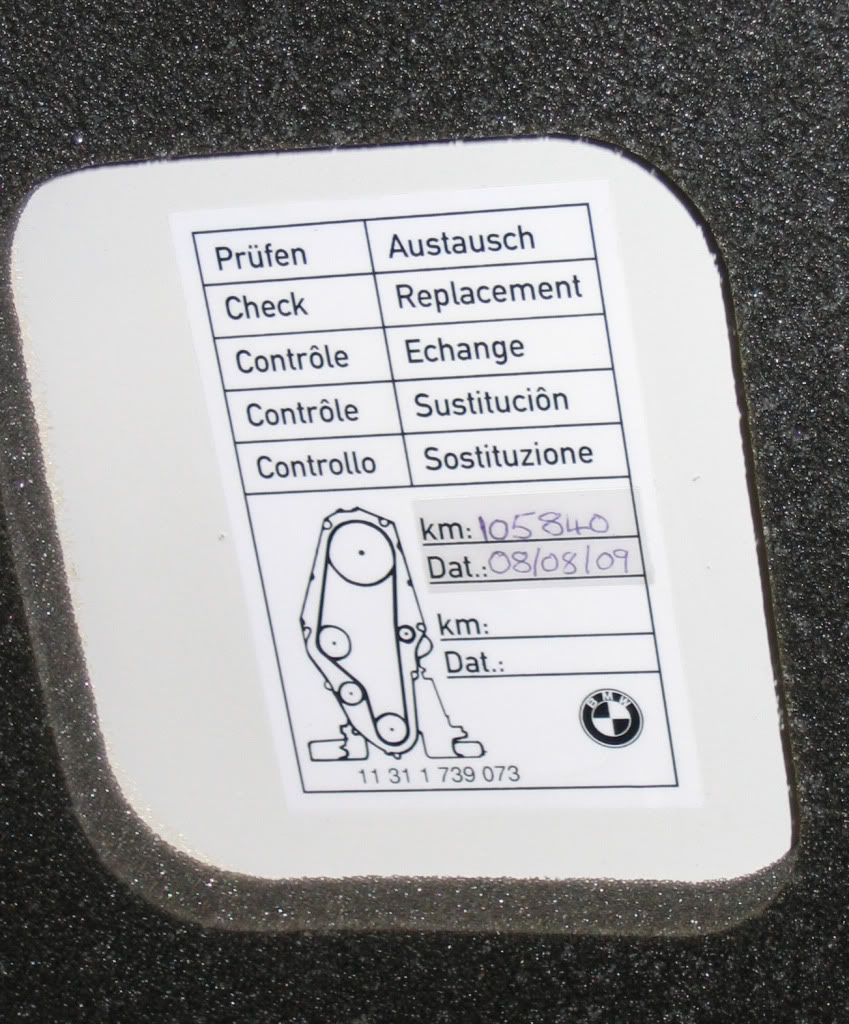 Prüfen Austausch
Check Replacement
Contrôle Echange
Contrôle Sustituciôn
Controllo Sostituzione
km: 105840
Dat.: 08/08/09
km:
Dat.:
BMW
11 31 1 739 073